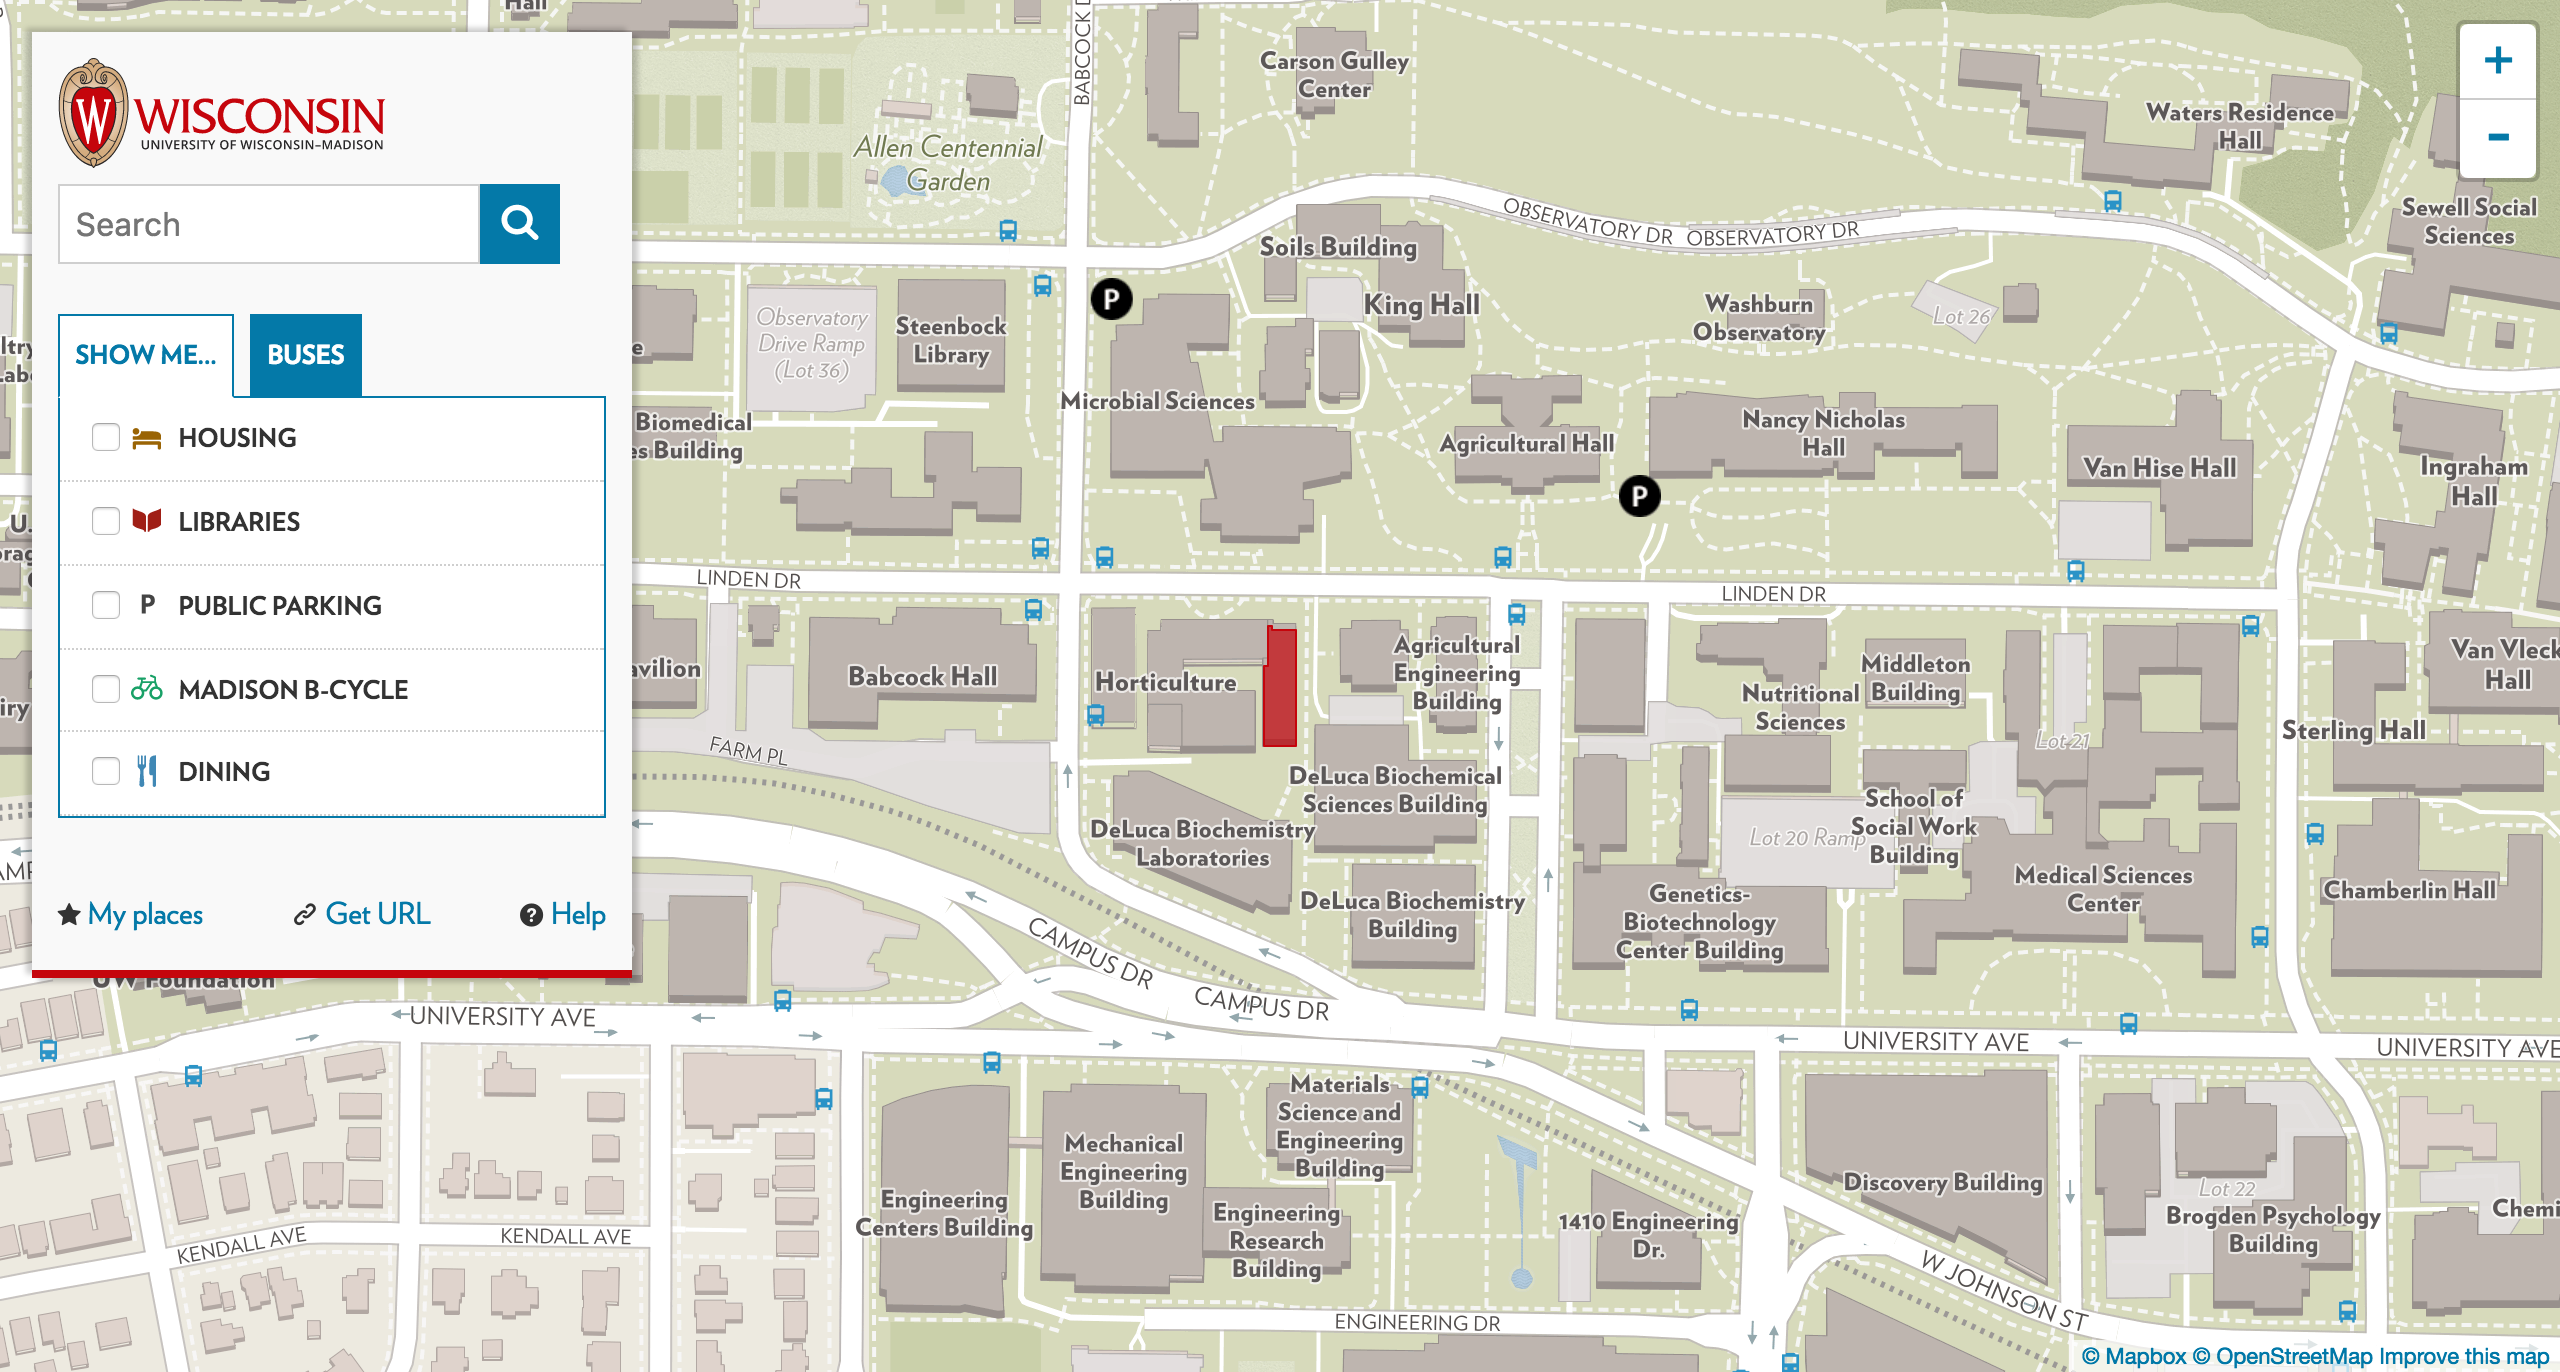 Hall
WISCONSIN
UNIVERSITY OF WISCONSIN–MADISON
Search
SHOW ME...
BUSES
HOUSING
LIBRARIES
P PUBLIC PARKING
MADISON B-CYCLE
DINING
My places
Get URL
? Help
BABCOCK D
Carson Gulley
Center
Waters Residence
Hall
+
-
Allen Centennial
Garden
Sewell Social
Sciences
OBSERVATORY DR
OBSERVATORY DR
Soils Building
King Hall
P
Washburn
Observatory
Lot 26
Observatory
Drive Ramp
(Lot 36)
Steenbock
Library
Microbial Sciences
Biomedical
es Building
Agricultural Hall
Nancy Nicholas
Hall
Van Hise Hall
Ingraham
Hall
P
LINDEN DR
LINDEN DR
avilion
Babcock Hall
Horticulture
Agricultural
Engineering
Building
Nutritional
Sciences
Middleton
Building
Lot 21
Van Vleck
Hall
Sterling Hall
FARM PL
DeLuca Biochemical
Sciences Building
DeLuca Biochemistry
Laboratories
DeLuca Biochemistry
Building
Lot 20 Ramp
School of
Social Work
Building
Genetics-
Biotechnology
Center Building
Medical Sciences
Center
Chamberlin Hall
CAMPUS DR
CAMPUS DR
UW Foundation
UNIVERSITY AVE
UNIVERSITY AVE
UNIVERSITY AVE
Materials
Science and
Engineering
Building
Mechanical
Engineering
Building
Engineering
Centers Building
Engineering
Research
Building
1410 Engineering
Dr.
Discovery Building
Lot 22
Brogden Psychology
Building
Chemi
KENDALL AVE
KENDALL AVE
W JOHNSON ST
ENGINEERING DR
© Mapbox © OpenStreetMap Improve this map